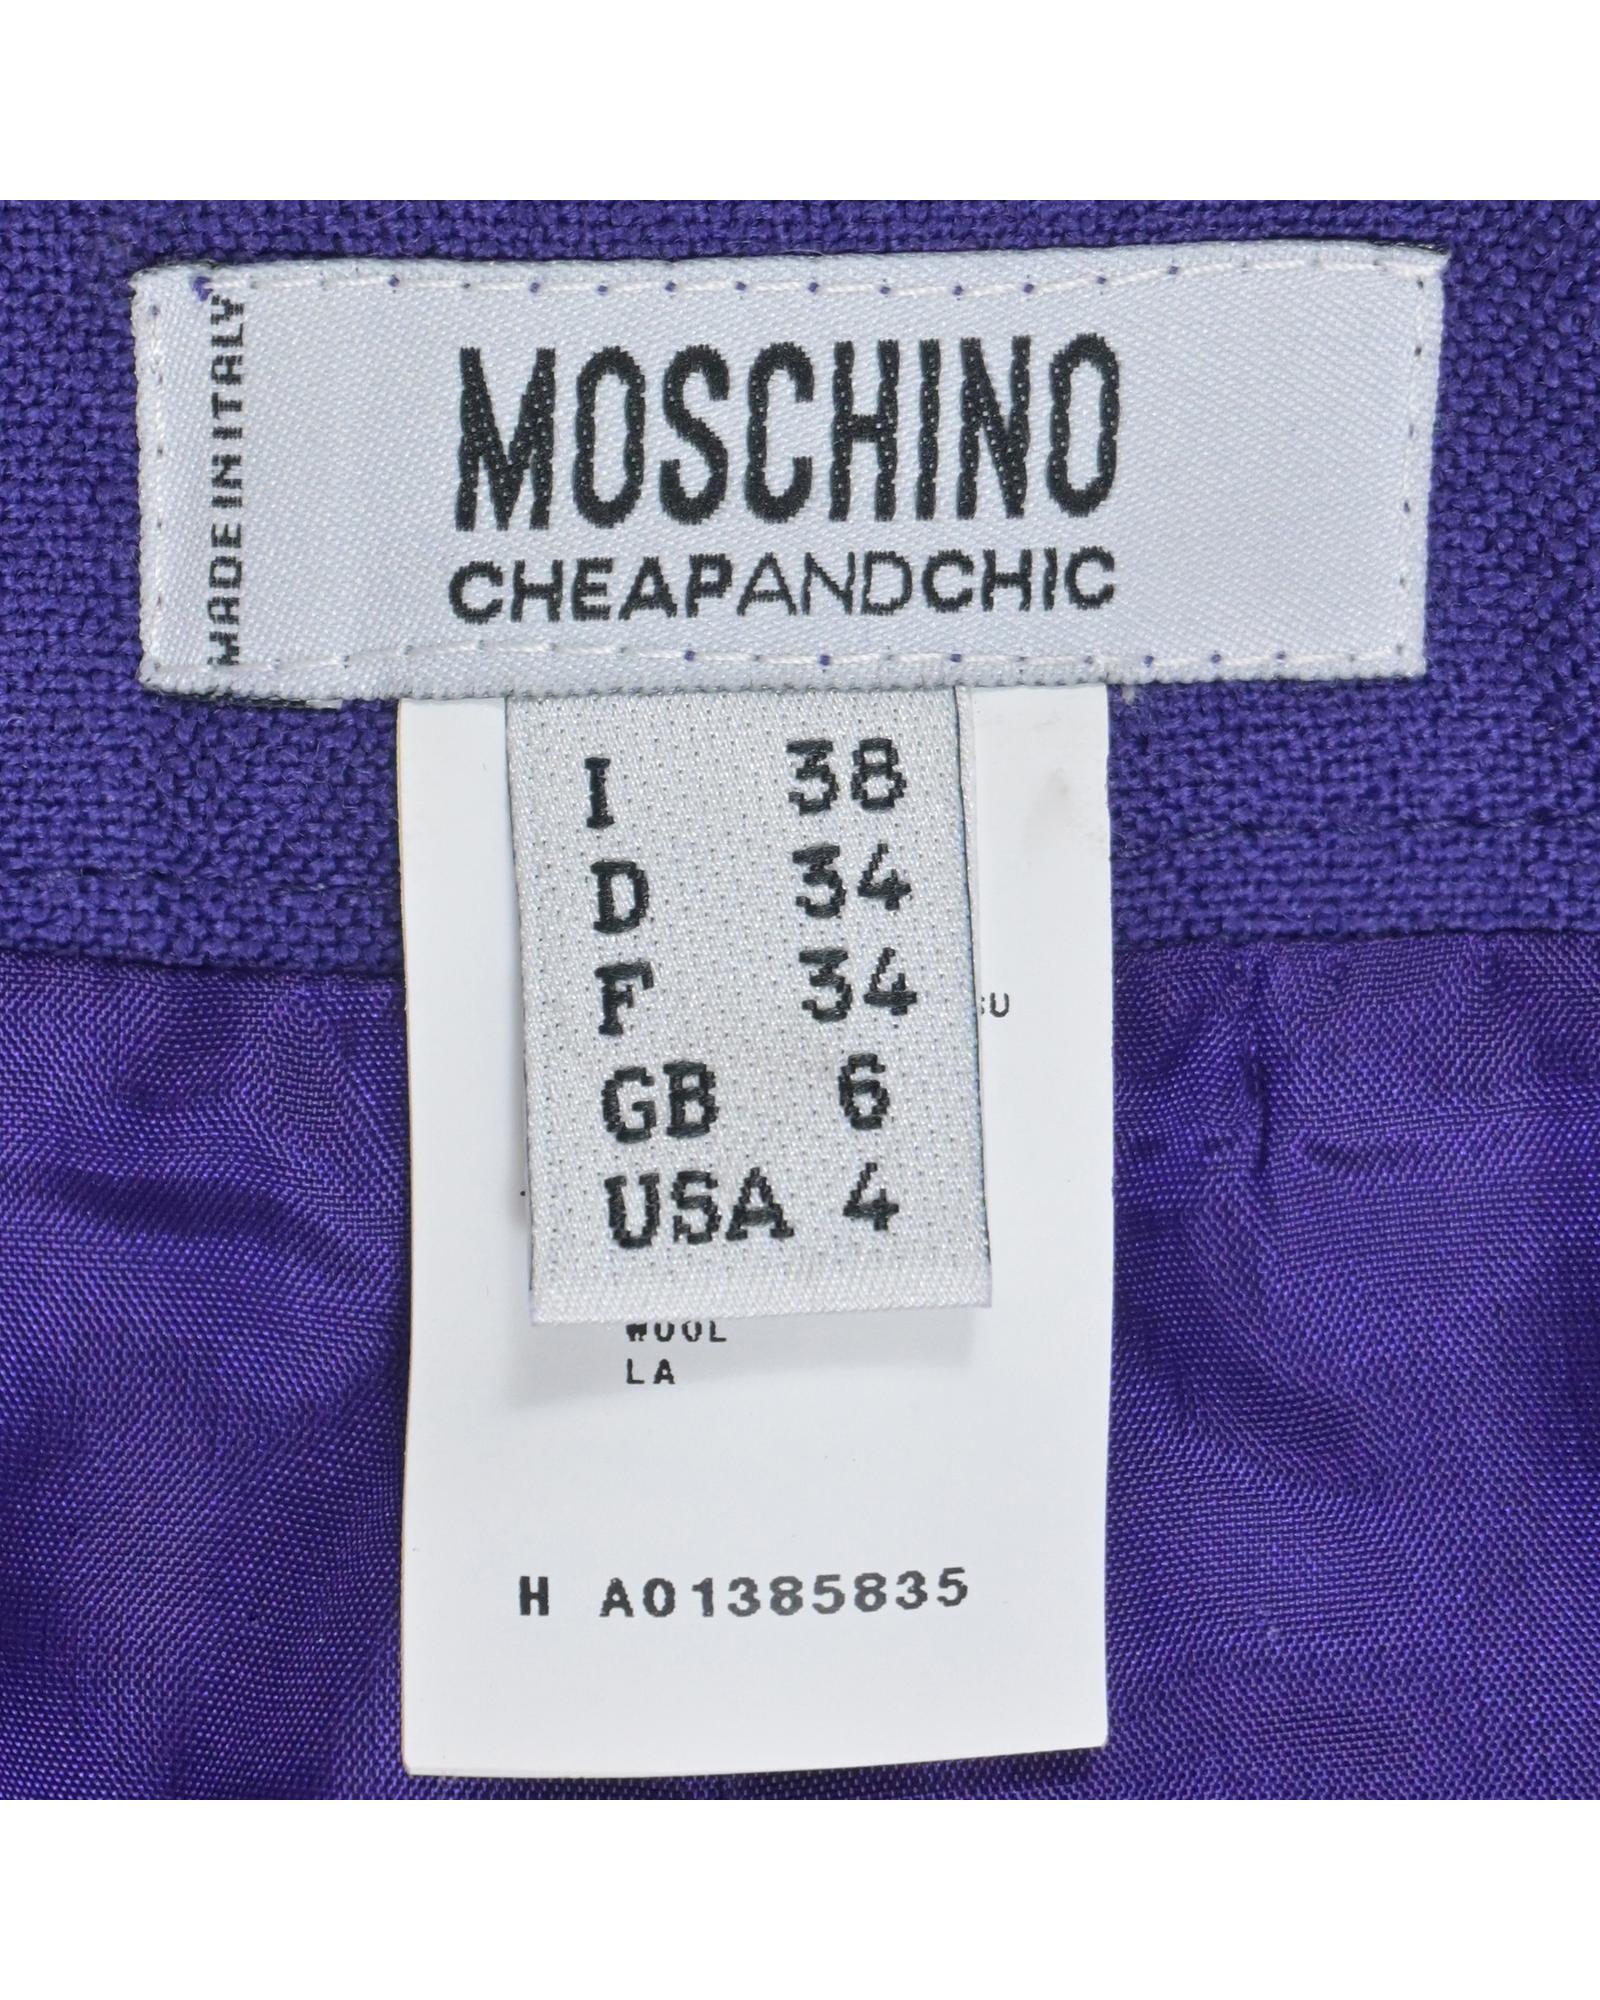 MADE IN ITALY
MOSCHINO
CHEAPANDCHIC
I 38
D 34
F 34
GB 6
USA 4
WOOL
LA
H A01385835